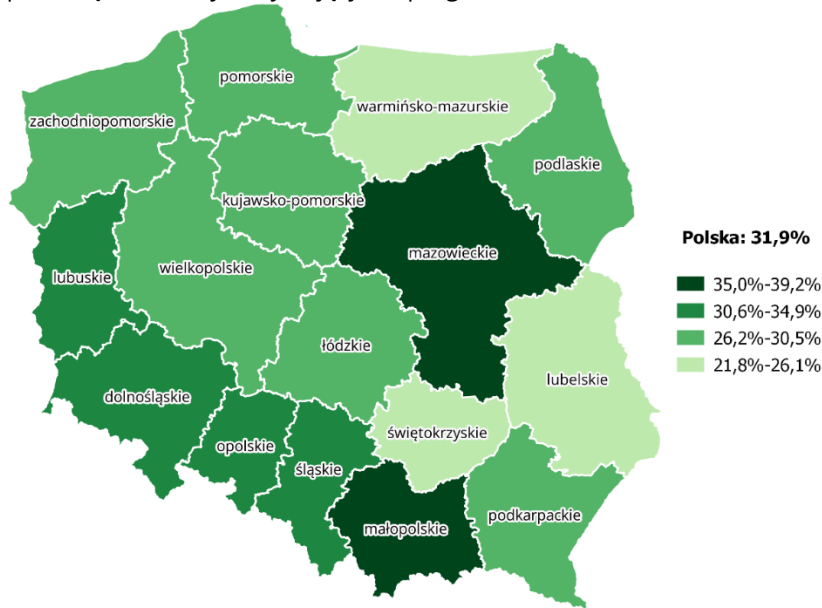 pomorskie
warmińsko-mazurskie
zachodniopomorskie
podlaskie
kujawsko-pomorskie
mazowieckie
wielkopolskie
lubuskie
łódzkie
lubelskie
dolnośląskie
świętokrzyskie
opolskie
śląskie
podkarpackie
małopolskie
Polska: 31,9%
35,0%-39,2%
30,6%-34,9%
26,2%-30,5%
21,8%-26,1%